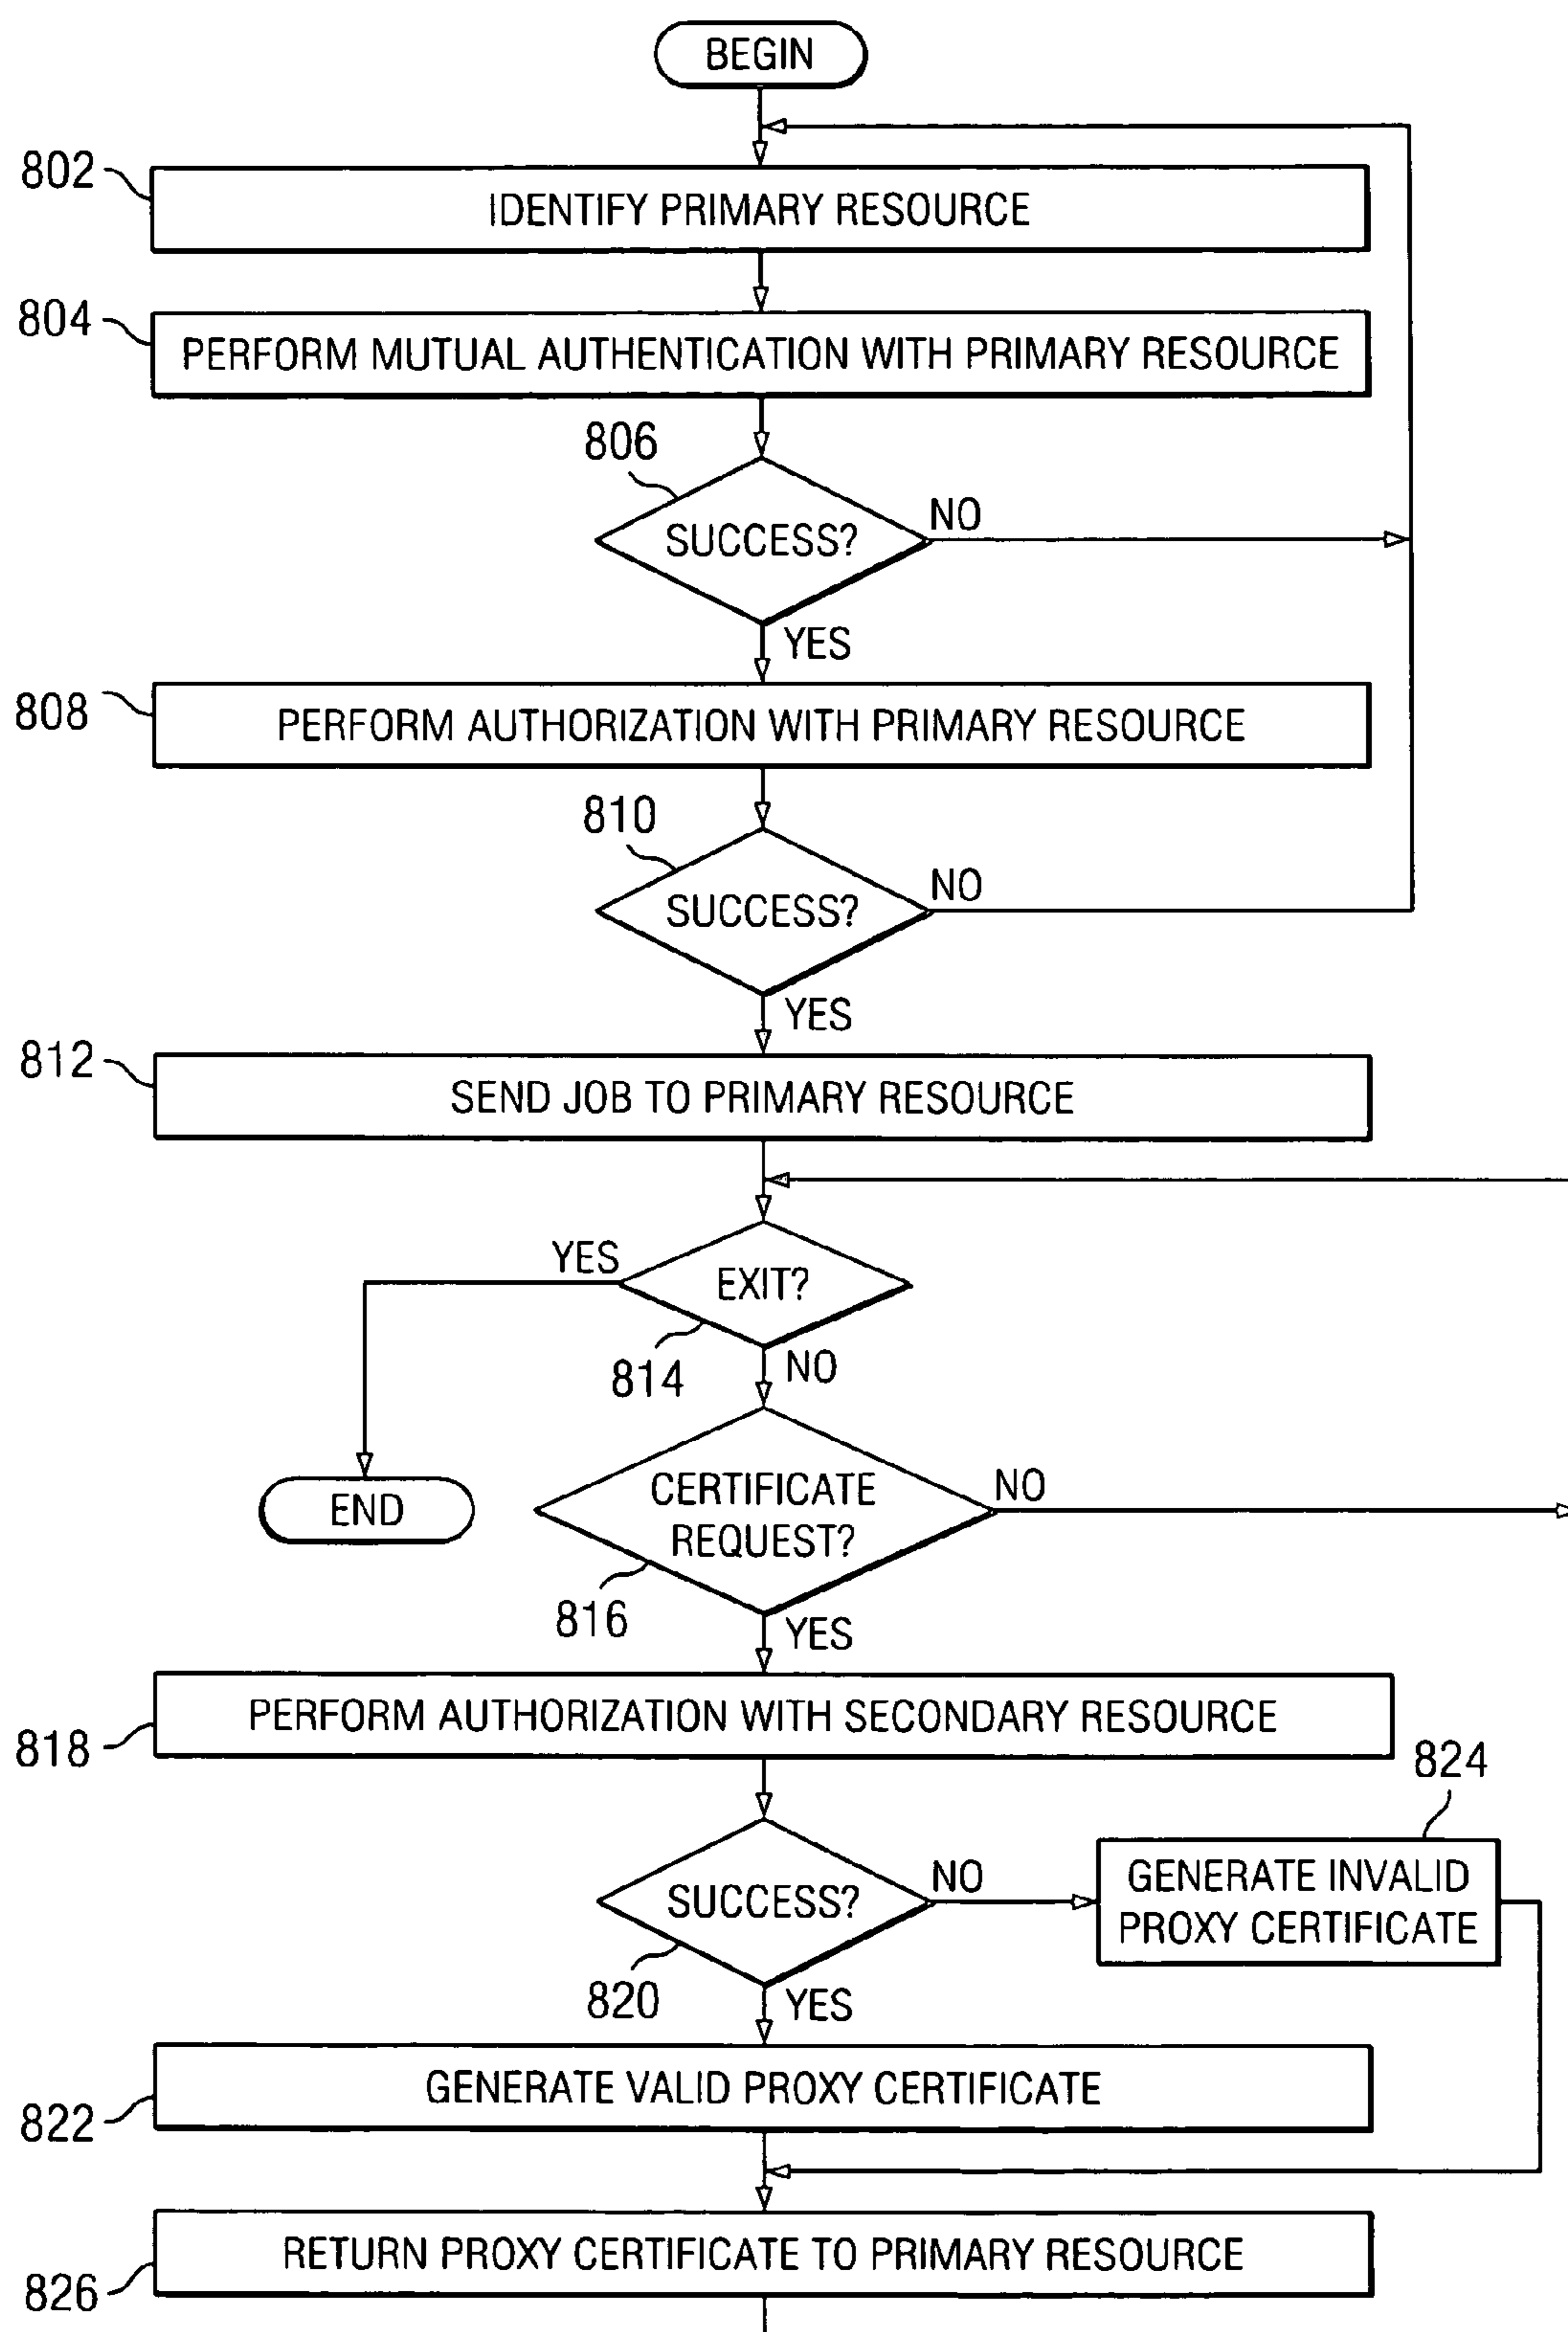 BEGIN
802
IDENTIFY PRIMARY RESOURCE
804
PERFORM MUTUAL AUTHENTICATION WITH PRIMARY RESOURCE
806
SUCCESS?
NO
YES
808
PERFORM AUTHORIZATION WITH PRIMARY RESOURCE
810
SUCCESS?
NO
YES
812
SEND JOB TO PRIMARY RESOURCE
YES
EXIT?
814
NO
END
CERTIFICATE
REQUEST?
NO
816
YES
818
PERFORM AUTHORIZATION WITH SECONDARY RESOURCE
824
SUCCESS?
NO
GENERATE INVALID
PROXY CERTIFICATE
820
YES
822
GENERATE VALID PROXY CERTIFICATE
826
RETURN PROXY CERTIFICATE TO PRIMARY RESOURCE